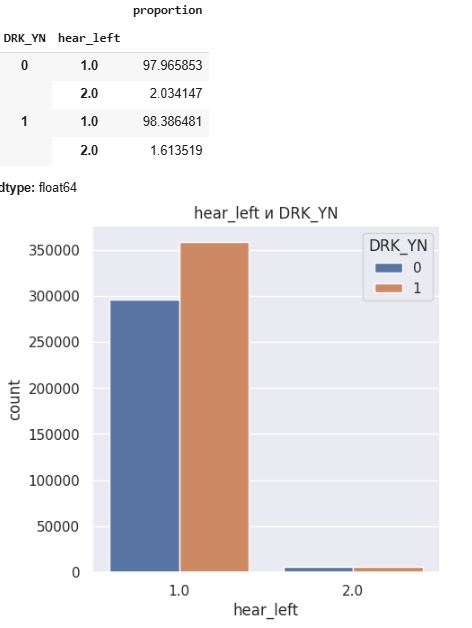 proportion
DRK_YN hear_left
0 1.0 97.965853
2.0 2.034147
1 1.0 98.386481
2.0 1.613519
dtype: float64
hear_left и DRK_YN
DRK_YN
0
1
350000
300000
250000
200000
150000
100000
50000
0
count
1.0 2.0
hear_left